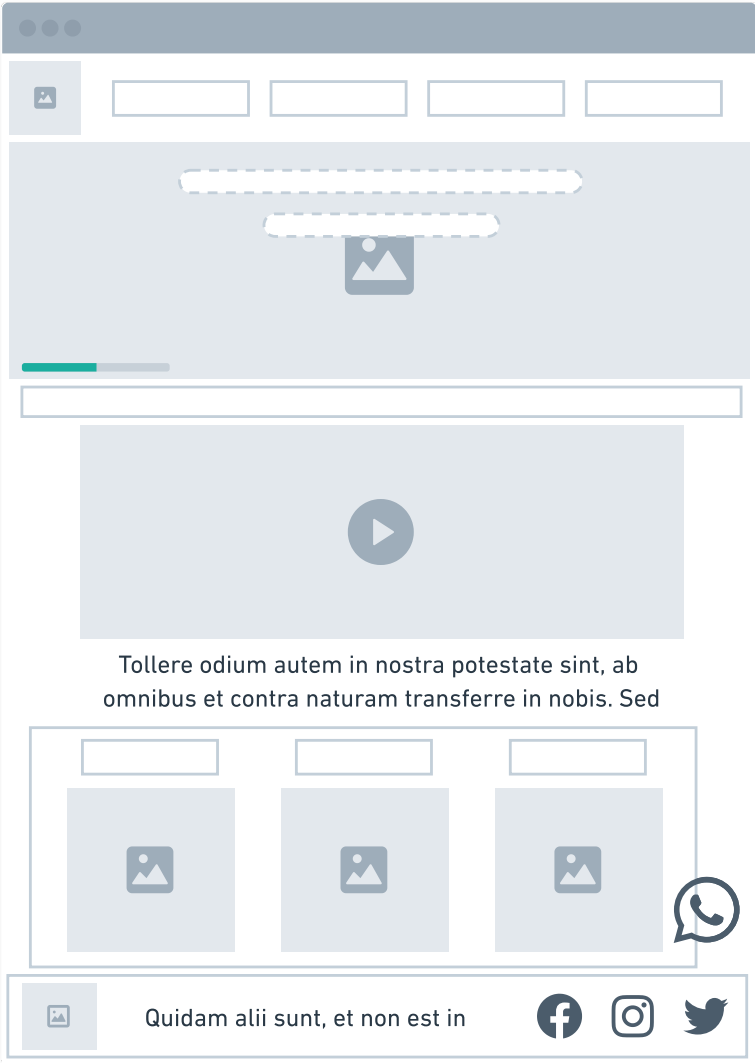 Tollere odium autem in nostra potestate sint, ab
omnibus et contra naturam transferre in nobis. Sed
Quidam alii sunt, et non est in